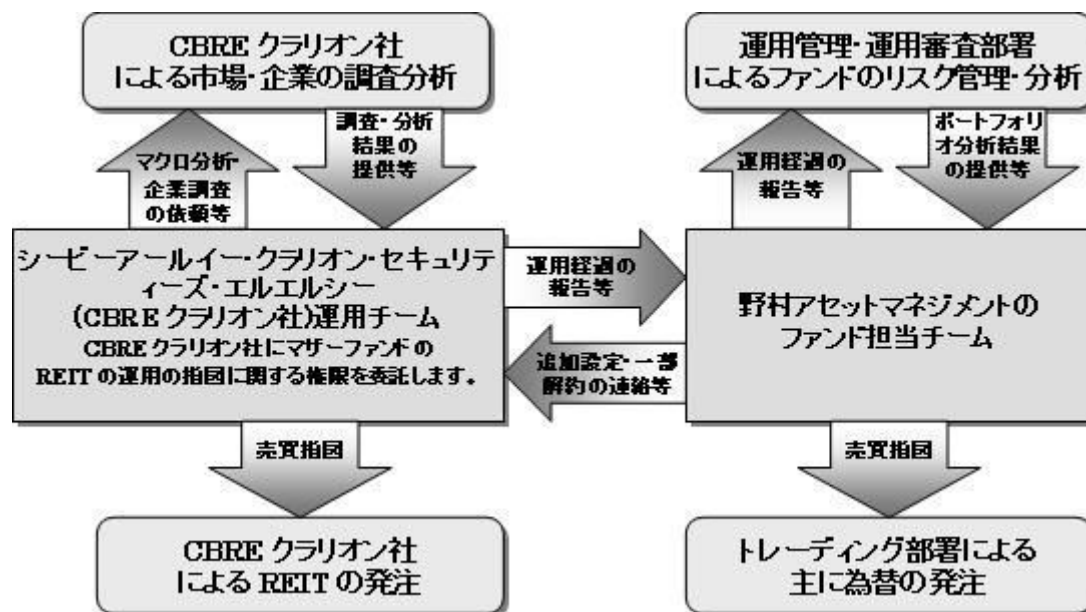 CBRE クラリオン社
による市場・企業の調査分析
運用管理・運用審査部署
によるファンドのリスク管理・分析
マクロ分析・
企業調査
の依頼等
調査・分析
結果の
提供等
運用経過の
報告等
ポートフォリ
オ分析結果
の提供等
シービーアールイー・クラリオン・セキュリテ
ィーズ・エルエルシー
(CBRE クラリオン社)運用チーム
CBRE クラリオン社にマザーファンドの
REIT の運用の指図に関する権限を委託します。
運用経過の
報告等
追加設定・一部
解約の連絡等
野村アセットマネジメントの
ファンド担当チーム
売買指図
売買指図
CBRE クラリオン社
による REIT の発注
トレーディング部署による
主に為替の発注